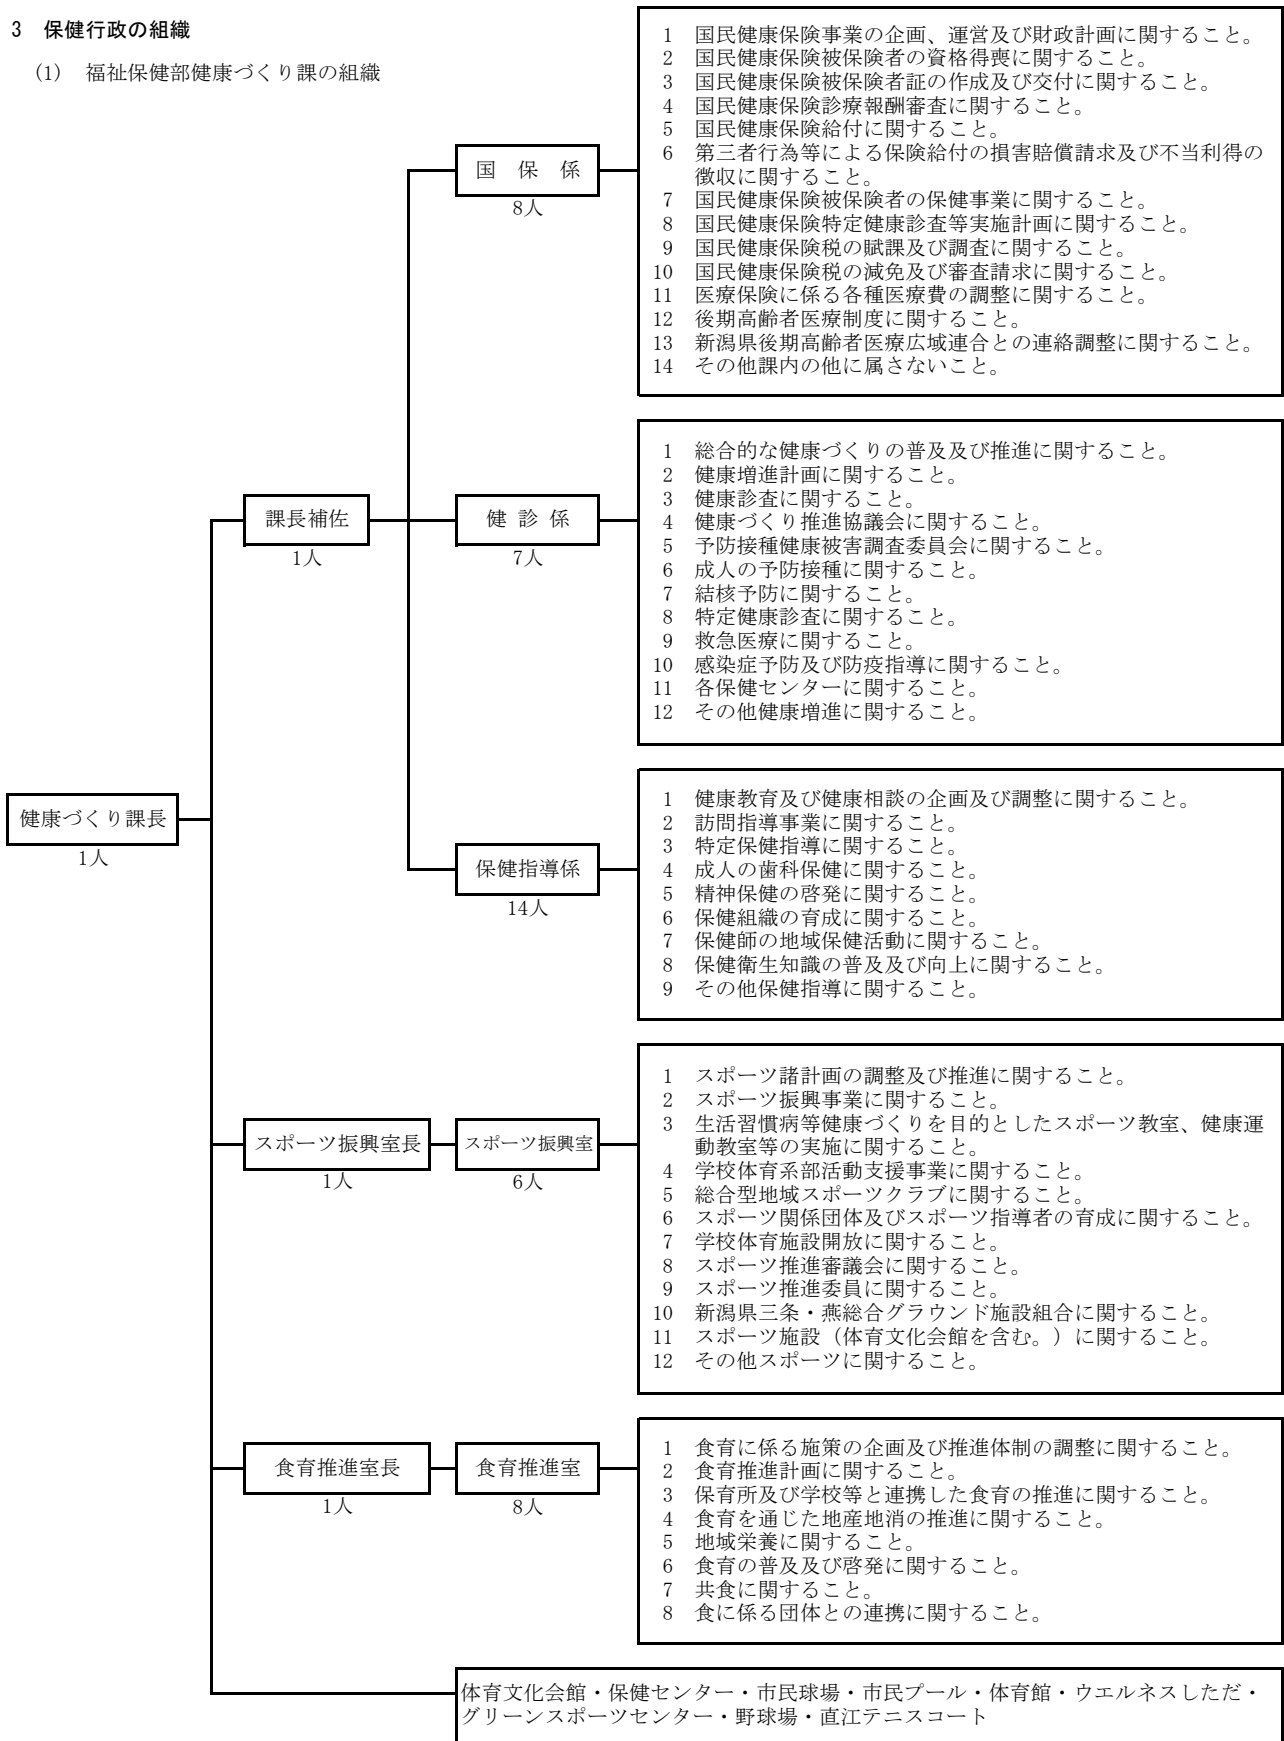 3 保健行政の組織
(1) 福祉保健部健康づくり課の組織
健康づくり課長
1人
課長補佐
1人
国保係
8人
1 国民健康保険事業の企画、運営及び財政計画に関すること。
2 国民健康保険被保険者の資格得喪に関すること。
3 国民健康保険被保険者証の作成及び交付に関すること。
4 国民健康保険診療報酬審査に関すること。
5 国民健康保険給付に関すること。
6 第三者行為等による保険給付の損害賠償請求及び不当利得の
徴収に関すること。
7 国民健康保険被保険者の保健事業に関すること。
8 国民健康保険特定健康診査等実施計画に関すること。
9 国民健康保険税の賦課及び調査に関すること。
10 国民健康保険税の減免及び審査請求に関すること。
11 医療保険に係る各種医療費の調整に関すること。
12 後期高齢者医療制度に関すること。
13 新潟県後期高齢者医療広域連合との連絡調整に関すること。
14 その他課内の他に属さないこと。
健診係
7人
1 総合的な健康づくりの普及及び推進に関すること。
2 健康増進計画に関すること。
3 健康診査に関すること。
4 健康づくり推進協議会に関すること。
5 予防接種健康被害調査委員会に関すること。
6 成人の予防接種に関すること。
7 結核予防に関すること。
8 特定健康診査に関すること。
9 救急医療に関すること。
10 感染症予防及び防疫指導に関すること。
11 各保健センターに関すること。
12 その他健康増進に関すること。
保健指導係
14人
1 健康教育及び健康相談の企画及び調整に関すること。
2 訪問指導事業に関すること。
3 特定保健指導に関すること。
4 成人の歯科保健に関すること。
5 精神保健の啓発に関すること。
6 保健組織の育成に関すること。
7 保健師の地域保健活動に関すること。
8 保健衛生知識の普及及び向上に関すること。
9 その他保健指導に関すること。
スポーツ振興室長
1人
スポーツ振興室
6人
1 スポーツ諸計画の調整及び推進に関すること。
2 スポーツ振興事業に関すること。
3 生活習慣病等健康づくりを目的としたスポーツ教室、健康運
動教室等の実施に関すること。
4 学校体育系部活動支援事業に関すること。
5 総合型地域スポーツクラブに関すること。
6 スポーツ関係団体及びスポーツ指導者の育成に関すること。
7 学校体育施設開放に関すること。
8 スポーツ推進審議会に関すること。
9 スポーツ推進委員に関すること。
10 新潟県三条・燕総合グラウンド施設組合に関すること。
11 スポーツ施設（体育文化会館を含む。）に関すること。
12 その他スポーツに関すること。
食育推進室長
1人
食育推進室
8人
1 食育に係る施策の企画及び推進体制の調整に関すること。
2 食育推進計画に関すること。
3 保育所及び学校等と連携した食育の推進に関すること。
4 食育を通じた地産地消の推進に関すること。
5 地域栄養に関すること。
6 食育の普及及び啓発に関すること。
7 共食に関すること。
8 食に係る団体との連携に関すること。
体育文化会館・保健センター・市民球場・市民プール・体育館・ウエルネスしただ・
グリーンスポーツセンター・野球場・直江テニスコート